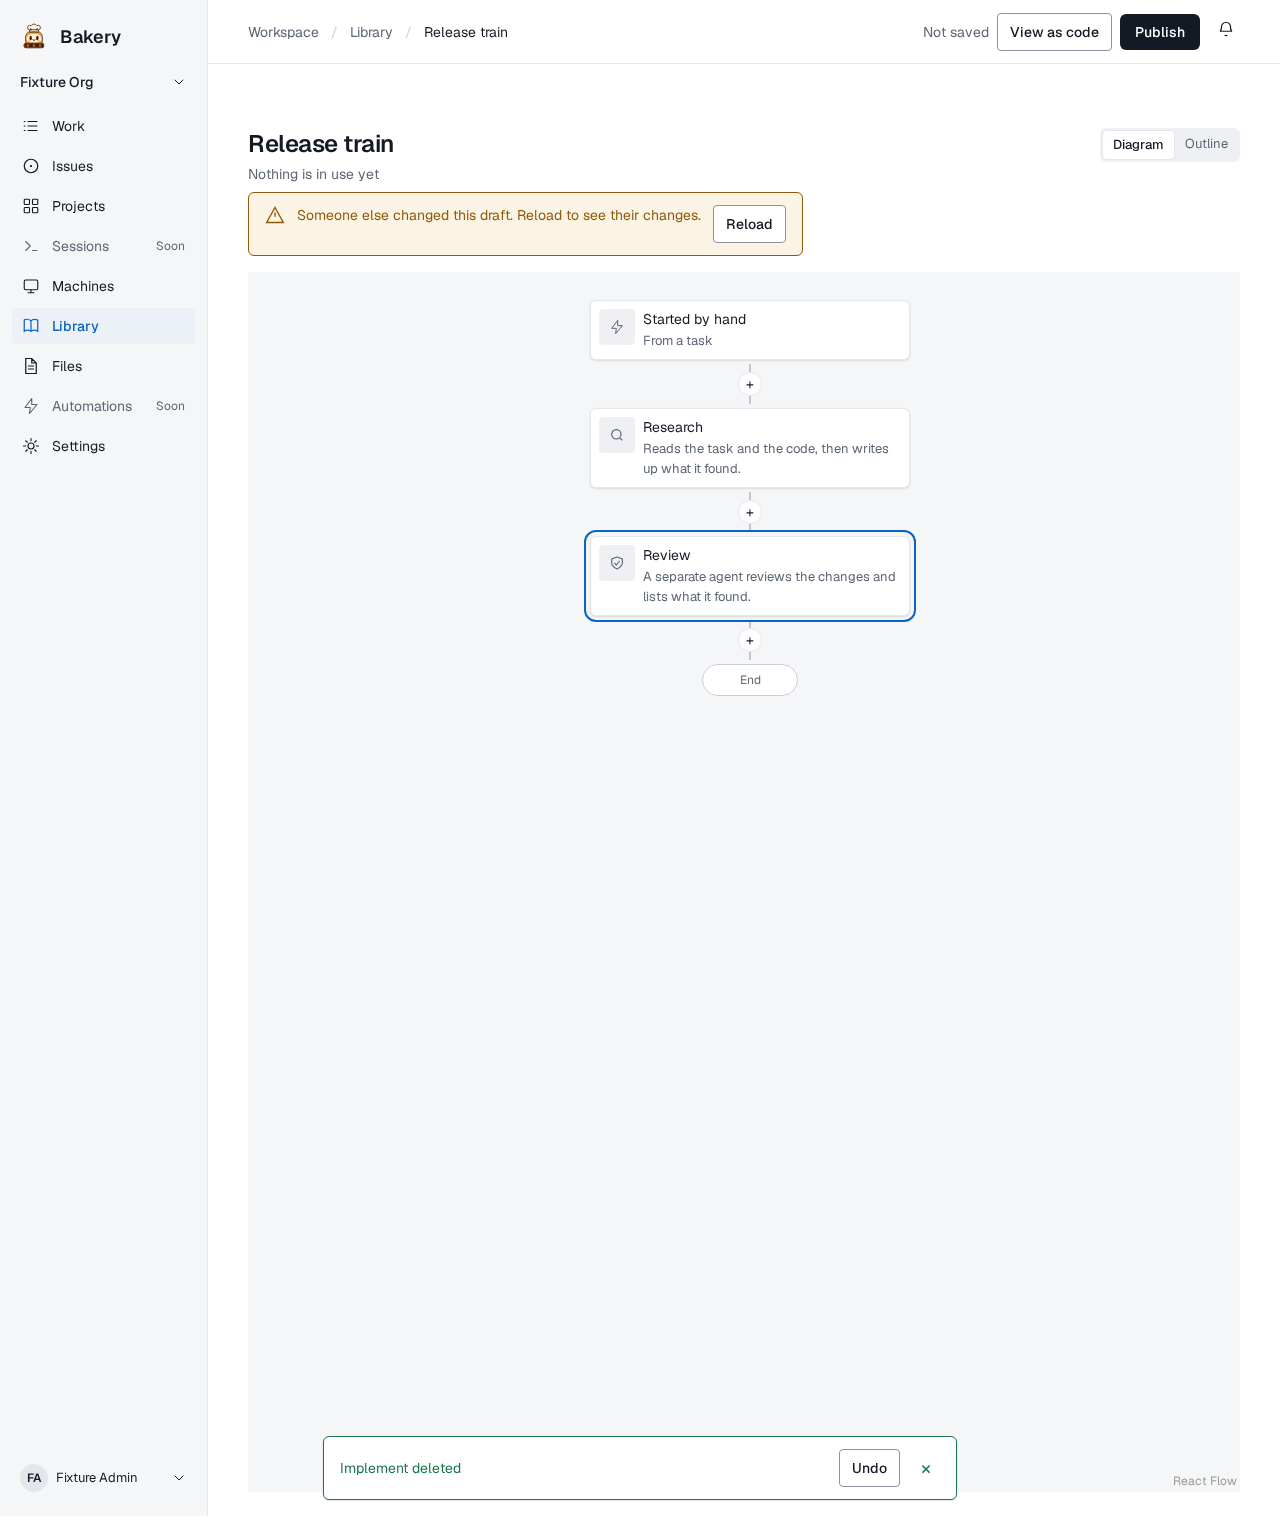 Bakery
Fixture Org
Work
Issues
Projects
Sessions Soon
Machines
Library
Files
Automations Soon
Settings
FA Fixture Admin
Workspace / Library / Release train
Not saved View as code Publish
Release train
Nothing is in use yet
Diagram Outline
Someone else changed this draft. Reload to see their changes. Reload
Started by hand
From a task
+
Research
Reads the task and the code, then writes
up what it found.
+
Review
A separate agent reviews the changes and
lists what it found.
+
End
Implement deleted Undo ×
React Flow